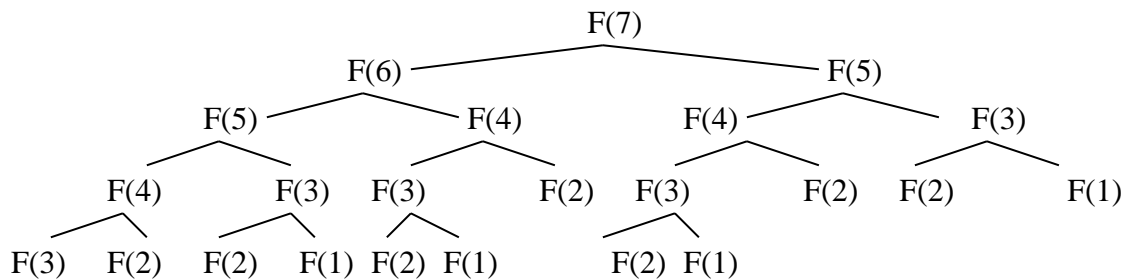 F(7)
F(6) F(5)
F(5) F(4) F(4) F(3)
F(4) F(3) F(3) F(2) F(3) F(2) F(2) F(1)
F(3) F(2) F(2) F(1) F(2) F(1) F(2) F(1)